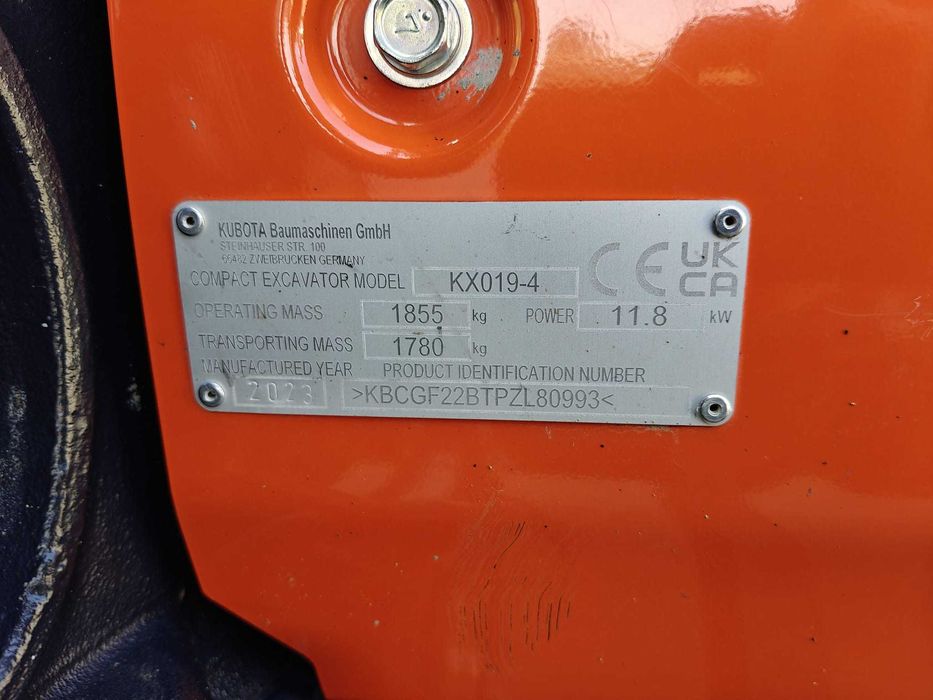 KUBOTA Baumaschinen GmbH
STEINHAUSER STR. 100
66482 ZWEIBRÜCKEN GERMANY
CE UK CA
COMPACT EXCAVATOR MODEL KX019-4
OPERATING MASS 1855 kg POWER 11.8 kW
TRANSPORTING MASS 1780 kg
MANUFACTURED YEAR PRODUCT IDENTIFICATION NUMBER
2023 >KBCGF22BTPZL80993<